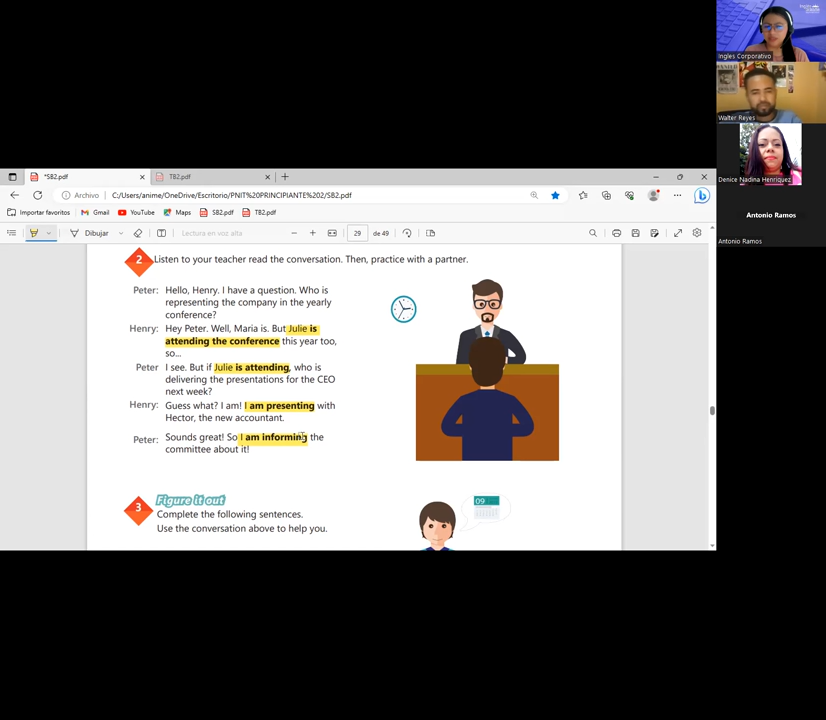 Ingles Corporativo
Walter Reyes
Denice Nadina Henriquez
Antonio Ramos
Antonio Ramos
*SB2.pdf
TB2.pdf
Archivo
C:/Users/anime/OneDrive/Escritorio/PNIT%20PRINCIPIANTE%202/SB2.pdf
Importar favoritos
Gmail
YouTube
Maps
SB2.pdf
TB2.pdf
Dibujar
Lectura en voz alta
29
de 49
2
Listen to your teacher read the conversation. Then, practice with a partner.
Peter: Hello, Henry. I have a question. Who is
representing the company in the yearly
conference?
Henry: Hey Peter. Well, Maria is. But Julie is
attending the conference this year too,
so...
Peter I see. But if Julie is attending, who is
delivering the presentations for the CEO
next week?
Henry: Guess what? I am! I am presenting with
Hector, the new accountant.
Peter: Sounds great! So I am informing the
committee about it!
3
Figure it out
Complete the following sentences.
Use the conversation above to help you.
09